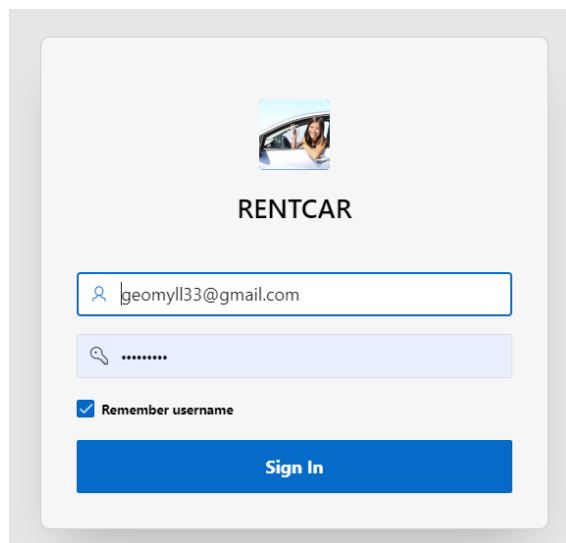 RENTCAR
geomyll33@gmail.com
•••••••••
Remember username
Sign In